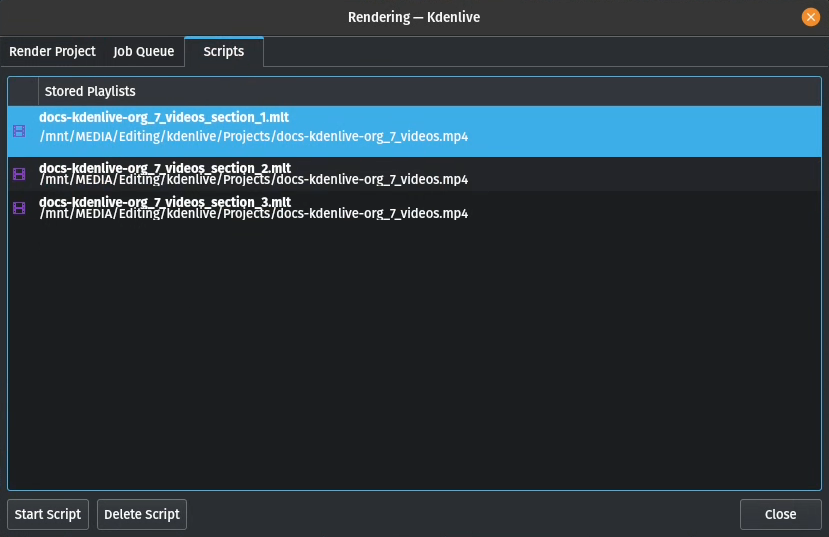 Rendering — Kdenlive
Render Project Job Queue Scripts
Stored Playlists
docs-kdenlive-org_7_videos_section_1.mlt
/mnt/MEDIA/Editing/kdenlive/Projects/docs-kdenlive-org_7_videos.mp4
docs-kdenlive-org_7_videos_section_2.mlt
/mnt/MEDIA/Editing/kdenlive/Projects/docs-kdenlive-org_7_videos.mp4
docs-kdenlive-org_7_videos_section_3.mlt
/mnt/MEDIA/Editing/kdenlive/Projects/docs-kdenlive-org_7_videos.mp4
Start Script Delete Script Close